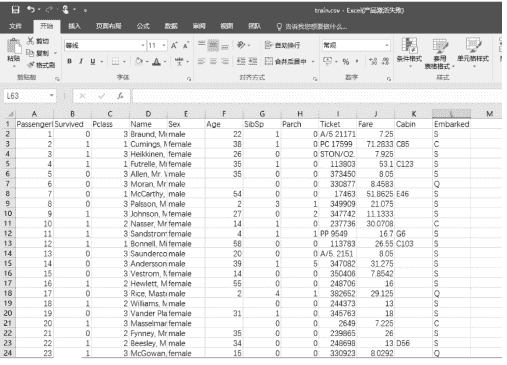 train.csv - Excel(产品激活失败)
文件 开始 插入 页面布局 公式 数据 审阅 视图 团队 告诉我您想要做什么...
剪切 等线 11 A A 自动换行 常规
粘贴 复制 格式刷 B I U A 合并后居中 % 条件格式 套用表格格式 单元格样式
剪贴板 字体 对齐方式 数字 样式
L63 fx
A B C D E F G H I J K L M
1 PassengerI Survived Pclass Name Sex Age SibSp Parch Ticket Fare Cabin Embarked
2 1 0 3 Braund, M male 22 1 0 A/5 21171 7.25 S
3 2 1 1 Cumings, M female 38 1 0 PC 17599 71.2833 C85 C
4 3 1 3 Heikkinen, female 26 0 0 STON/O2. 7.925 S
5 4 1 1 Futrelle, M female 35 1 0 113803 53.1 C123 S
6 5 0 3 Allen, Mr. male 35 0 0 373450 8.05 S
7 6 0 3 Moran, Mr male 0 0 330877 8.4583 Q
8 7 0 1 McCarthy, male 54 0 0 17463 51.8625 E46 S
9 8 0 3 Palsson, M male 2 3 1 349909 21.075 S
10 9 1 3 Johnson, M female 27 0 2 347742 11.1333 S
11 10 1 2 Nasser, Mr female 14 1 0 237736 30.0708 C
12 11 1 3 Sandstrom female 4 1 1 PP 9549 16.7 G6 S
13 12 1 1 Bonnell, Mi female 58 0 0 113783 26.55 C103 S
14 13 0 3 Saunderco male 20 0 0 A/5. 2151 8.05 S
15 14 0 3 Andersson male 39 1 5 347082 31.275 S
16 15 0 3 Vestrom, M female 14 0 0 350406 7.8542 S
17 16 1 2 Hewlett, M female 55 0 0 248706 16 S
18 17 0 3 Rice, Maste male 2 4 1 382652 29.125 Q
19 18 1 2 Williams, M male 0 0 244373 13 S
20 19 0 3 Vander Pla female 31 1 0 345763 18 S
21 20 1 3 Masselmar female 0 0 2649 7.225 C
22 21 0 2 Fynney, Mr male 35 0 0 239865 26 S
23 22 1 2 Beesley, M male 34 0 0 248698 13 D56 S
24 23 1 3 McGowan, female 15 0 0 330923 8.0292 Q